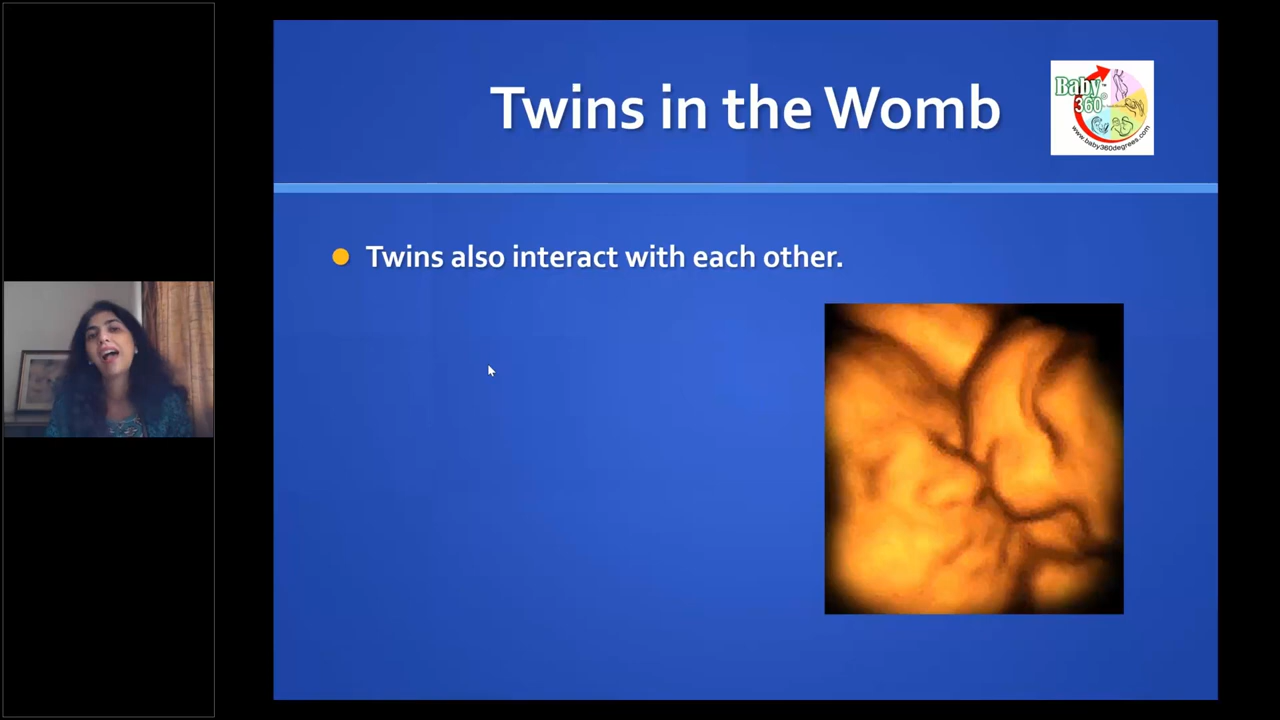 Twins in the Womb
Baby
360
www.baby360degrees.com
Twins also interact with each other.